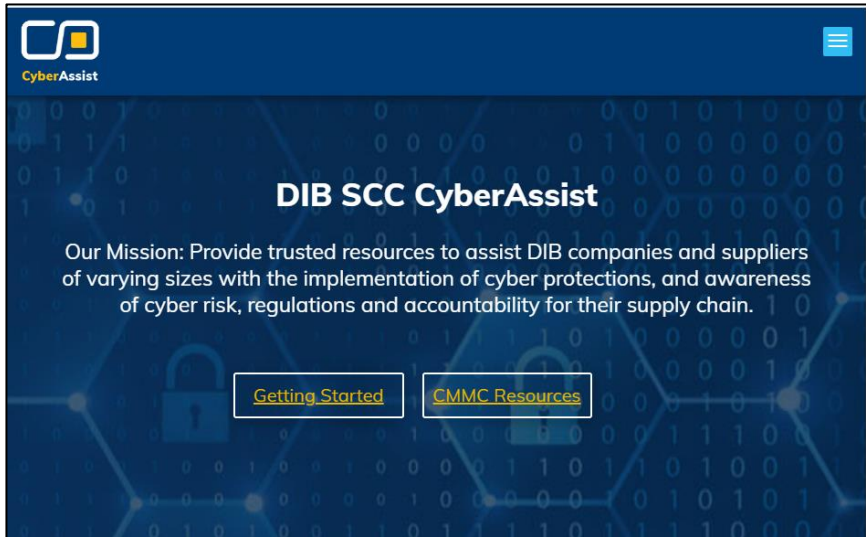 CyberAssist
DIB SCC CyberAssist
Our Mission: Provide trusted resources to assist DIB companies and suppliers
of varying sizes with the implementation of cyber protections, and awareness
of cyber risk, regulations and accountability for their supply chain.
Getting Started
CMMC Resources